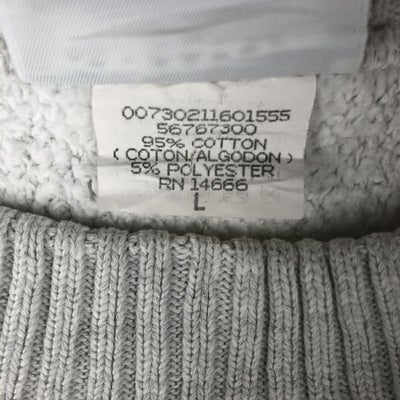 00730211601555
56767300
95% COTTON
( COTON/ALGODON )
5% POLYESTER
RN 14666
L